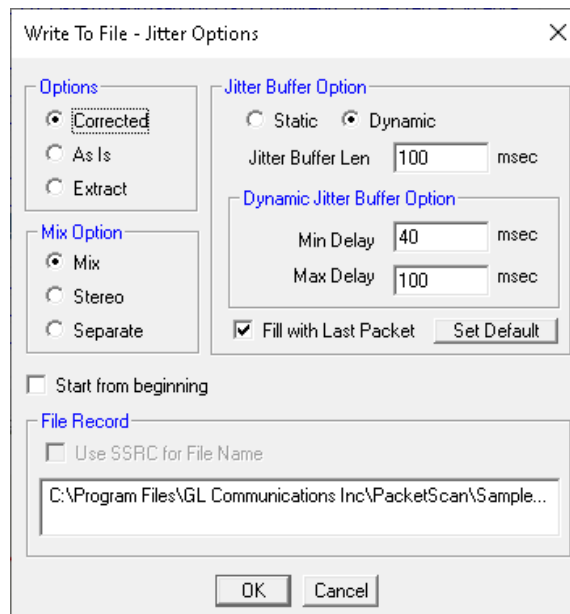 Write To File - Jitter Options
Options
Corrected
As Is
Extract
Mix Option
Mix
Stereo
Separate
Jitter Buffer Option
Static Dynamic
Jitter Buffer Len 100 msec
Dynamic Jitter Buffer Option
Min Delay 40 msec
Max Delay 100 msec
Fill with Last Packet Set Default
Start from beginning
File Record
Use SSRC for File Name
C:\Program Files\GL Communications Inc\PacketScan\Sample...
OK Cancel